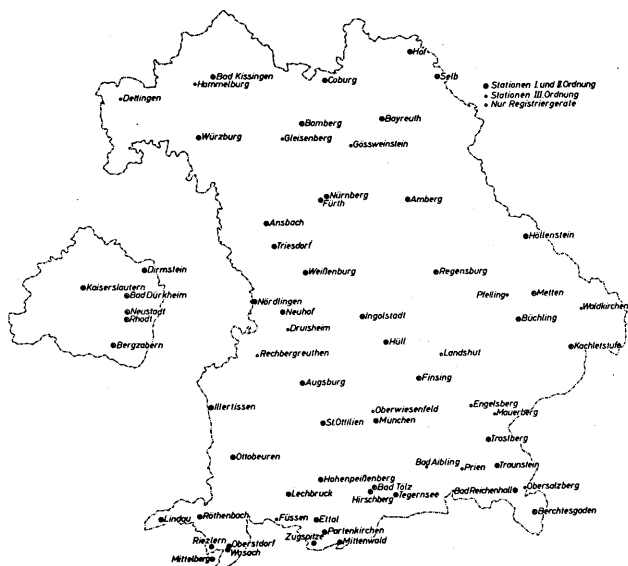 Hof
Bad Kissingen
Coburg
Selb
Hammelburg
Stationen I. und II. Ordnung
Stationen III. Ordnung
Nur Registriergeräte
Dettingen
Bamberg
Bayreuth
Würzburg
Gleisenberg
Gössweinstein
Nürnberg
Fürth
Amberg
Ansbach
Höllenstein
Triesdorf
Dirmstein
Weißenburg
Regensburg
Kaiserslautern
Bad Dürkheim
Pfelling
Metten
Nördlingen
Waldkirchen
Neustadt
Neuhof
Ingolstadt
Büchling
Rhodt
Druisheim
Bergzabern
Hüll
Kachletstufe
Rechbergreuthen
Landshut
Augsburg
Finsing
Illertissen
Oberwiesenfeld
Engelsberg
Mauerberg
St.Ottilien
München
Trostberg
Ottobeuren
Bad Aibling
Prien
Traunstein
Hohenpeißenberg
Bad Tölz
Obersalzberg
Lechbruck
Hirschberg
Tegernsee
Bad Reichenhall
Berchtesgaden
Lindau
Röthenbach
Füssen
Ettal
Partenkirchen
Riezlern
Oberstdorf
Zugspitze
Mittenwald
Wasach
Mittelberg